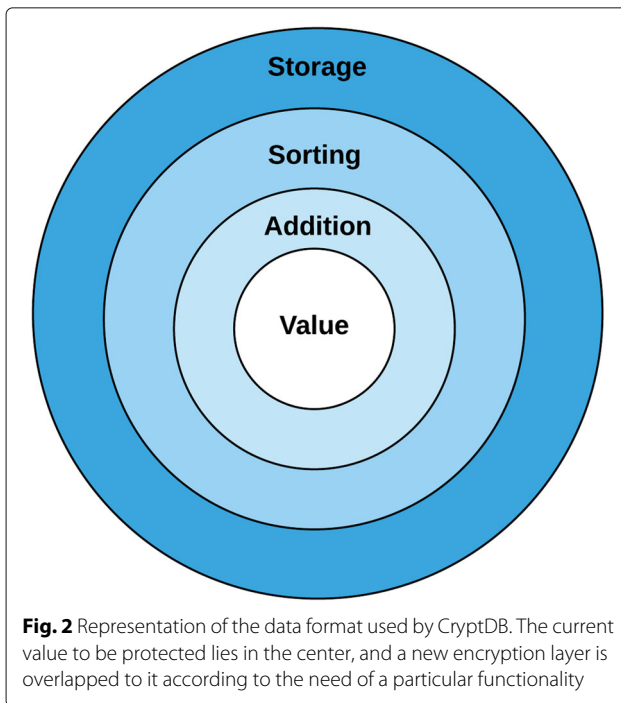 Storage
Sorting
Addition
Value
Fig. 2 Representation of the data format used by CryptDB. The current
value to be protected lies in the center, and a new encryption layer is
overlapped to it according to the need of a particular functionality